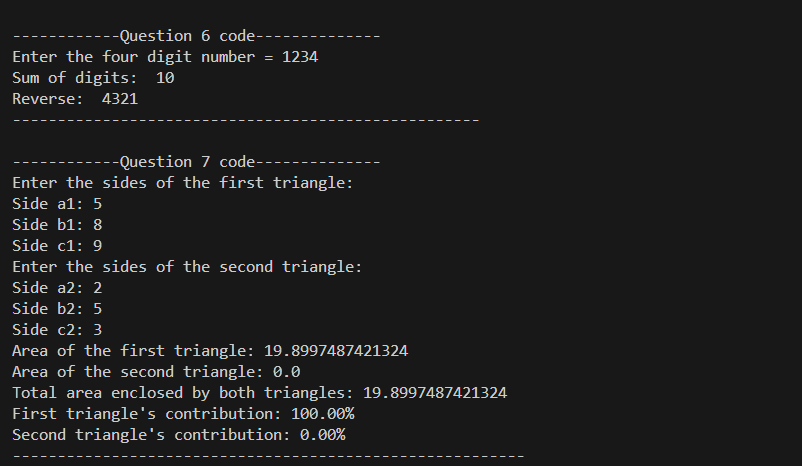 ------------Question 6 code--------------
Enter the four digit number = 1234
Sum of digits:  10
Reverse:  4321
----------------------------------------------------
------------Question 7 code--------------
Enter the sides of the first triangle:
Side a1: 5
Side b1: 8
Side c1: 9
Enter the sides of the second triangle:
Side a2: 2
Side b2: 5
Side c2: 3
Area of the first triangle: 19.8997487421324
Area of the second triangle: 0.0
Total area enclosed by both triangles: 19.8997487421324
First triangle's contribution: 100.00%
Second triangle's contribution: 0.00%
---------------------------------------------------------